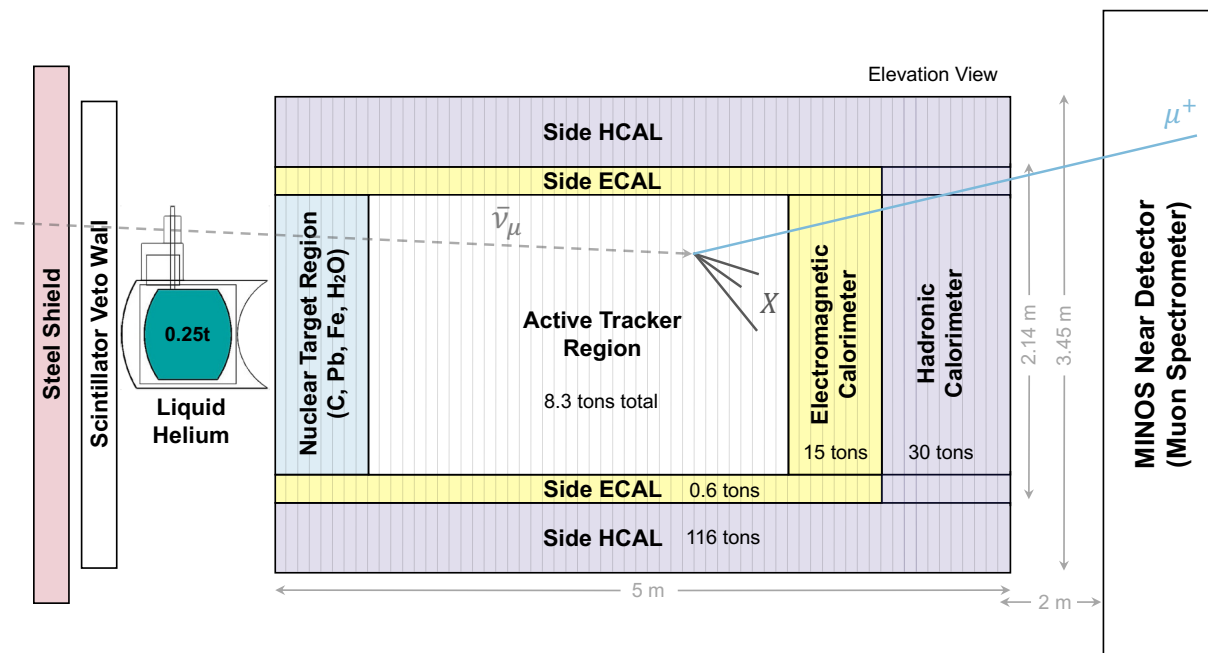 Elevation View
μ⁺
Steel Shield
Scintillator Veto Wall
0.25t
Liquid
Helium
Side HCAL
Side ECAL
Nuclear Target Region
(C, Pb, Fe, H₂O)
ν̄_μ
X
Active Tracker
Region
8.3 tons total
Electromagnetic
Calorimeter
15 tons
Hadronic
Calorimeter
30 tons
Side ECAL 0.6 tons
Side HCAL 116 tons
2.14 m
3.45 m
5 m
2 m
MINOS Near Detector
(Muon Spectrometer)